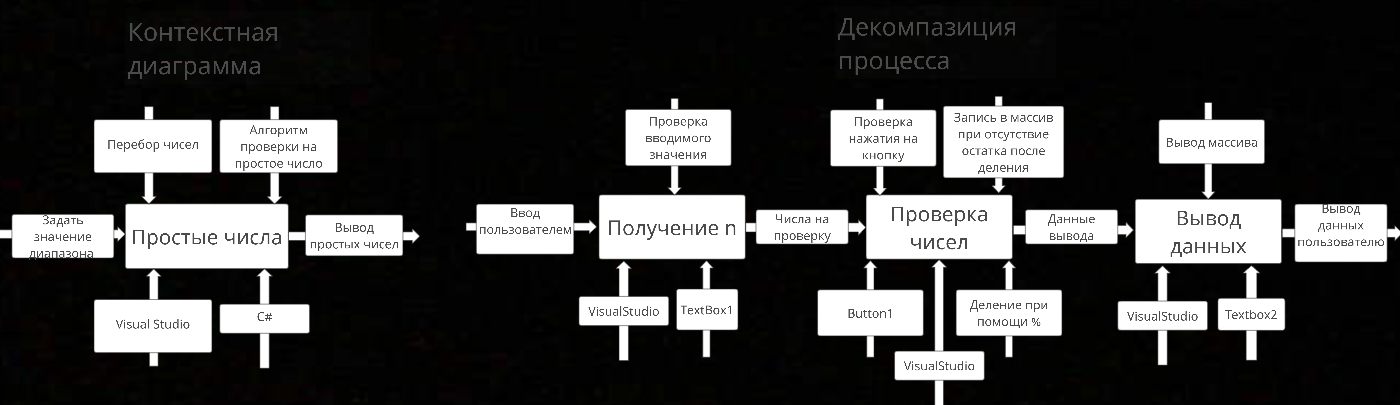 Контекстная
диаграмма
Перебор чисел
Алгоритм
проверки на
простое число
Задать
значение
диапазона
Простые числа
Вывод
простых чисел
Visual Studio
C#
Декомпазиция
процесса
Проверка
вводимого
значения
Ввод
пользователем
Получение n
VisualStudio
TextBox1
Числа на
проверку
Проверка
нажатия на
кнопку
Запись в массив
при отсутствие
остатка после
деления
Проверка
чисел
Button1
VisualStudio
Деление при
помощи %
Данные
вывода
Вывод массива
Вывод
данных
VisualStudio
Textbox2
Вывод
данных
пользователю